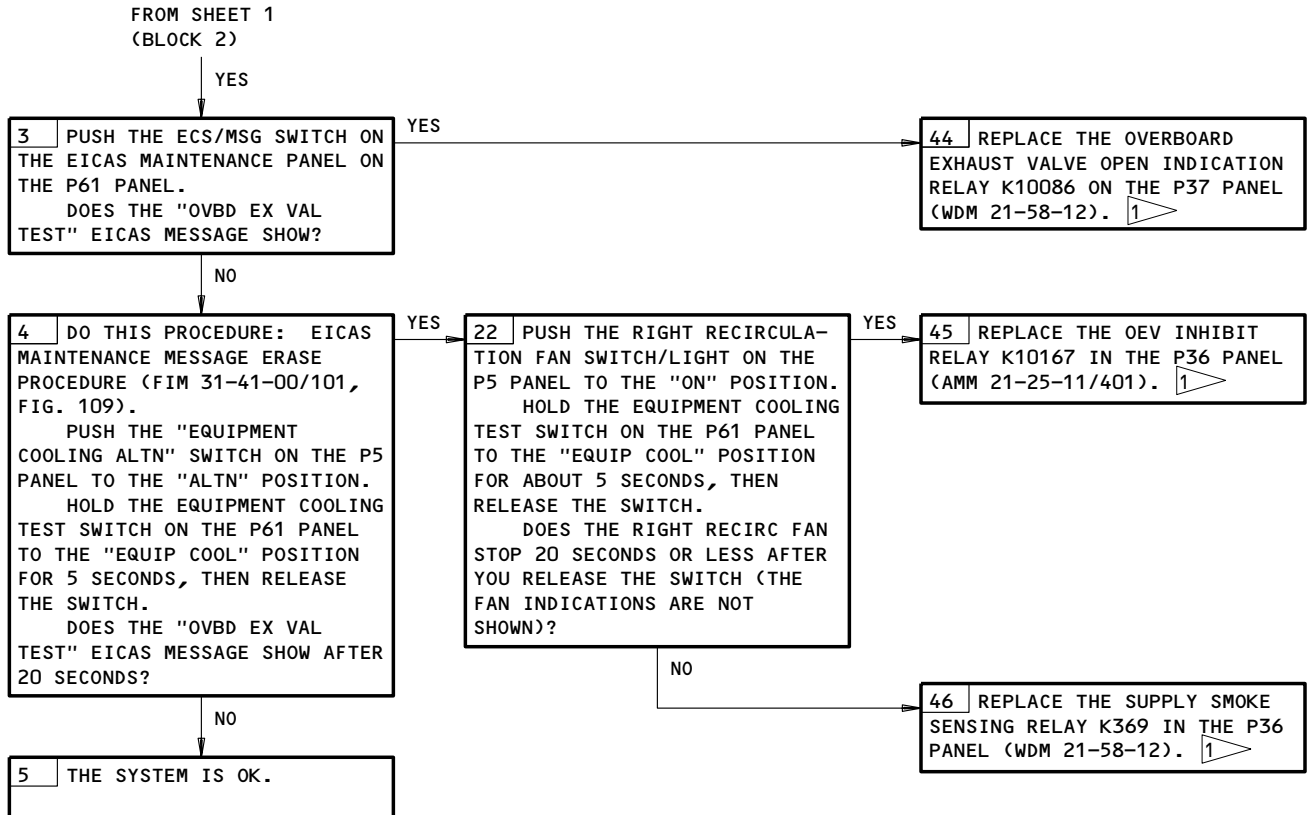 FROM SHEET 1
(BLOCK 2)
YES
3 PUSH THE ECS/MSG SWITCH ON
THE EICAS MAINTENANCE PANEL ON
THE P61 PANEL.
DOES THE "OVBD EX VAL
TEST" EICAS MESSAGE SHOW?
YES
44 REPLACE THE OVERBOARD
EXHAUST VALVE OPEN INDICATION
RELAY K10086 ON THE P37 PANEL
(WDM 21-58-12). 1
NO
4 DO THIS PROCEDURE: EICAS
MAINTENANCE MESSAGE ERASE
PROCEDURE (FIM 31-41-00/101,
FIG. 109).
PUSH THE "EQUIPMENT
COOLING ALTN" SWITCH ON THE P5
PANEL TO THE "ALTN" POSITION.
HOLD THE EQUIPMENT COOLING
TEST SWITCH ON THE P61 PANEL
TO THE "EQUIP COOL" POSITION
FOR 5 SECONDS, THEN RELEASE
THE SWITCH.
DOES THE "OVBD EX VAL
TEST" EICAS MESSAGE SHOW AFTER
20 SECONDS?
YES
22 PUSH THE RIGHT RECIRCULA-
TION FAN SWITCH/LIGHT ON THE
P5 PANEL TO THE "ON" POSITION.
HOLD THE EQUIPMENT COOLING
TEST SWITCH ON THE P61 PANEL
TO THE "EQUIP COOL" POSITION
FOR ABOUT 5 SECONDS, THEN
RELEASE THE SWITCH.
DOES THE RIGHT RECIRC FAN
STOP 20 SECONDS OR LESS AFTER
YOU RELEASE THE SWITCH (THE
FAN INDICATIONS ARE NOT
SHOWN)?
YES
45 REPLACE THE OEV INHIBIT
RELAY K10167 IN THE P36 PANEL
(AMM 21-25-11/401). 1
NO
46 REPLACE THE SUPPLY SMOKE
SENSING RELAY K369 IN THE P36
PANEL (WDM 21-58-12). 1
NO
5 THE SYSTEM IS OK.